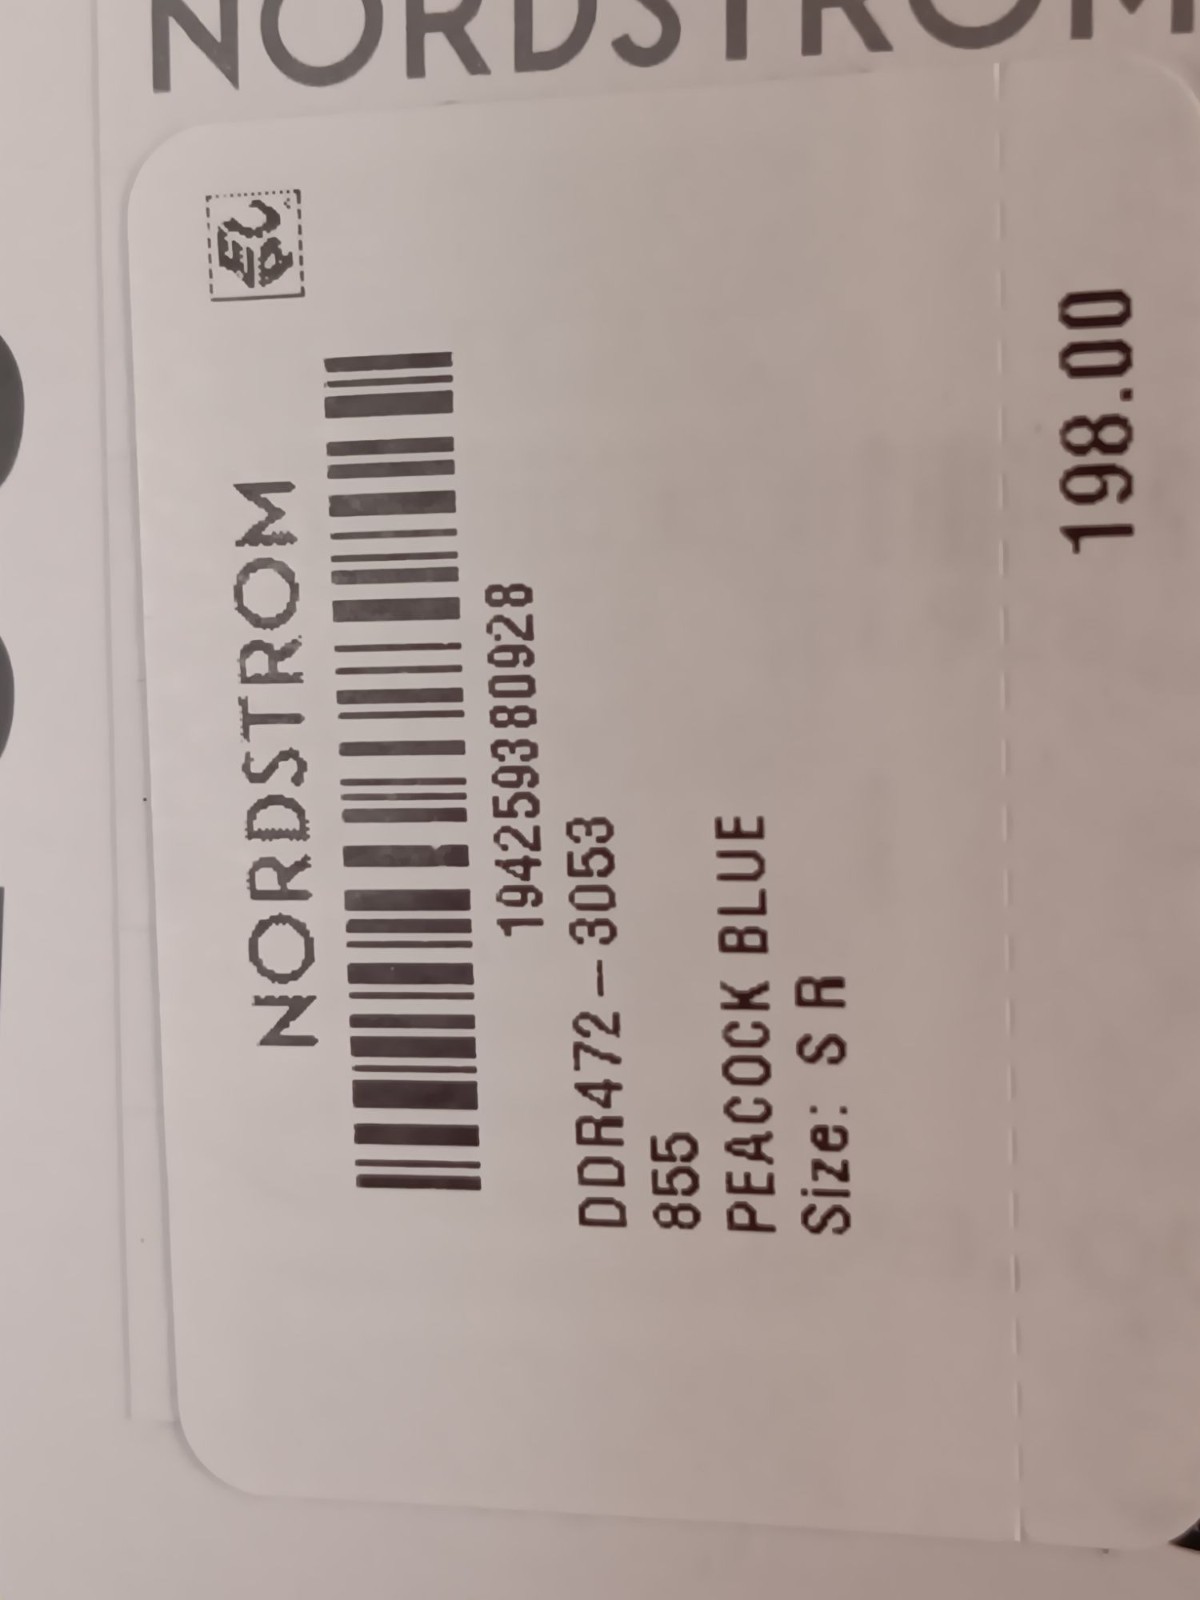 NORDSTROM
NORDSTROM
194259380928
DDR472-3053
855
PEACOCK BLUE
Size: S R
198.00